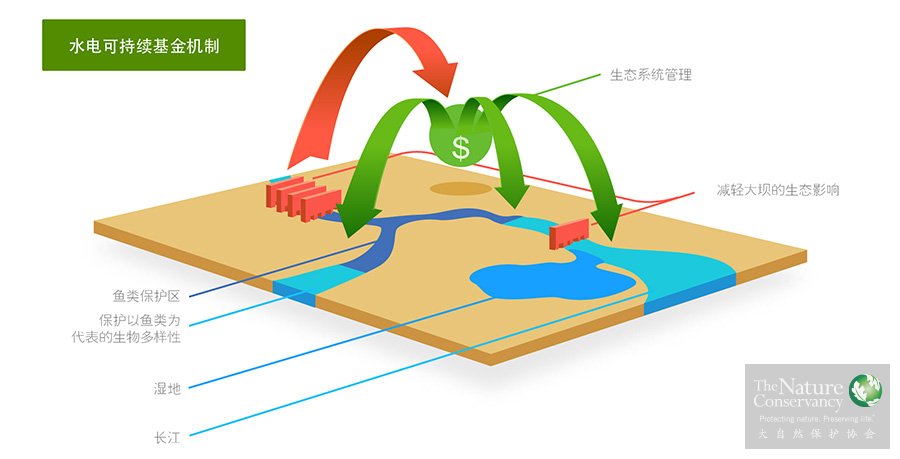 水电可持续基金机制
生态系统管理
$
减轻大坝的生态影响
鱼类保护区
保护以鱼类为
代表的生物多样性
湿地
长江
The Nature
Conservancy
Protecting nature. Preserving life.™
大自然保护协会